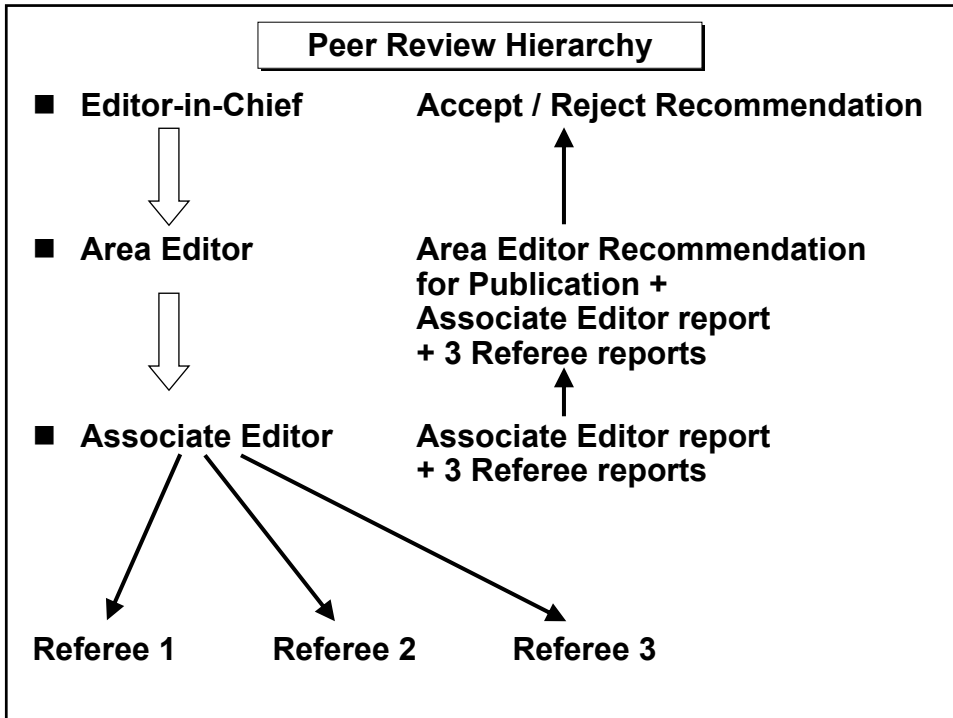 Peer Review Hierarchy
■ Editor-in-Chief
Accept / Reject Recommendation
■ Area Editor
Area Editor Recommendation
for Publication +
Associate Editor report
+ 3 Referee reports
■ Associate Editor
Associate Editor report
+ 3 Referee reports
Referee 1
Referee 2
Referee 3